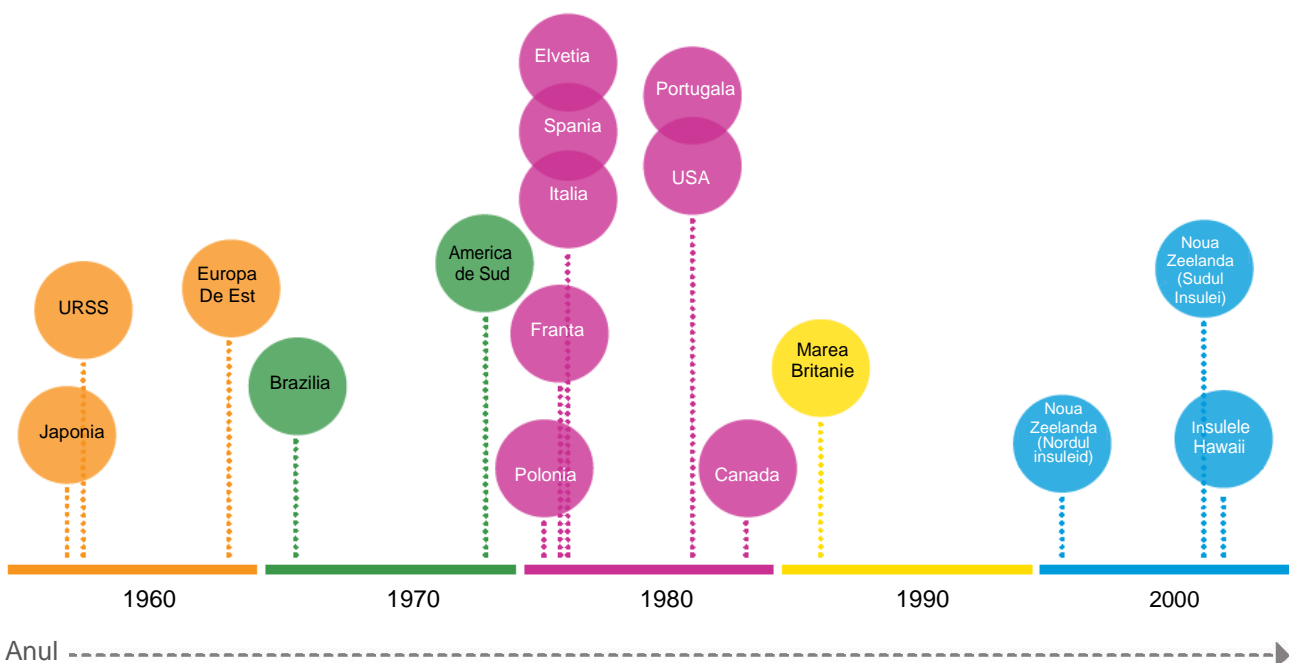 Elvetia
Spania
Italia
Portugala
USA
URSS
Japonia
Europa
De Est
Brazilia
America
de Sud
Franta
Polonia
Canada
Marea
Britanie
Noua
Zeelanda
(Nordul
insuleid)
Noua
Zeelanda
(Sudul
Insulei)
Insulele
Hawaii
1960
1970
1980
1990
2000
Anul